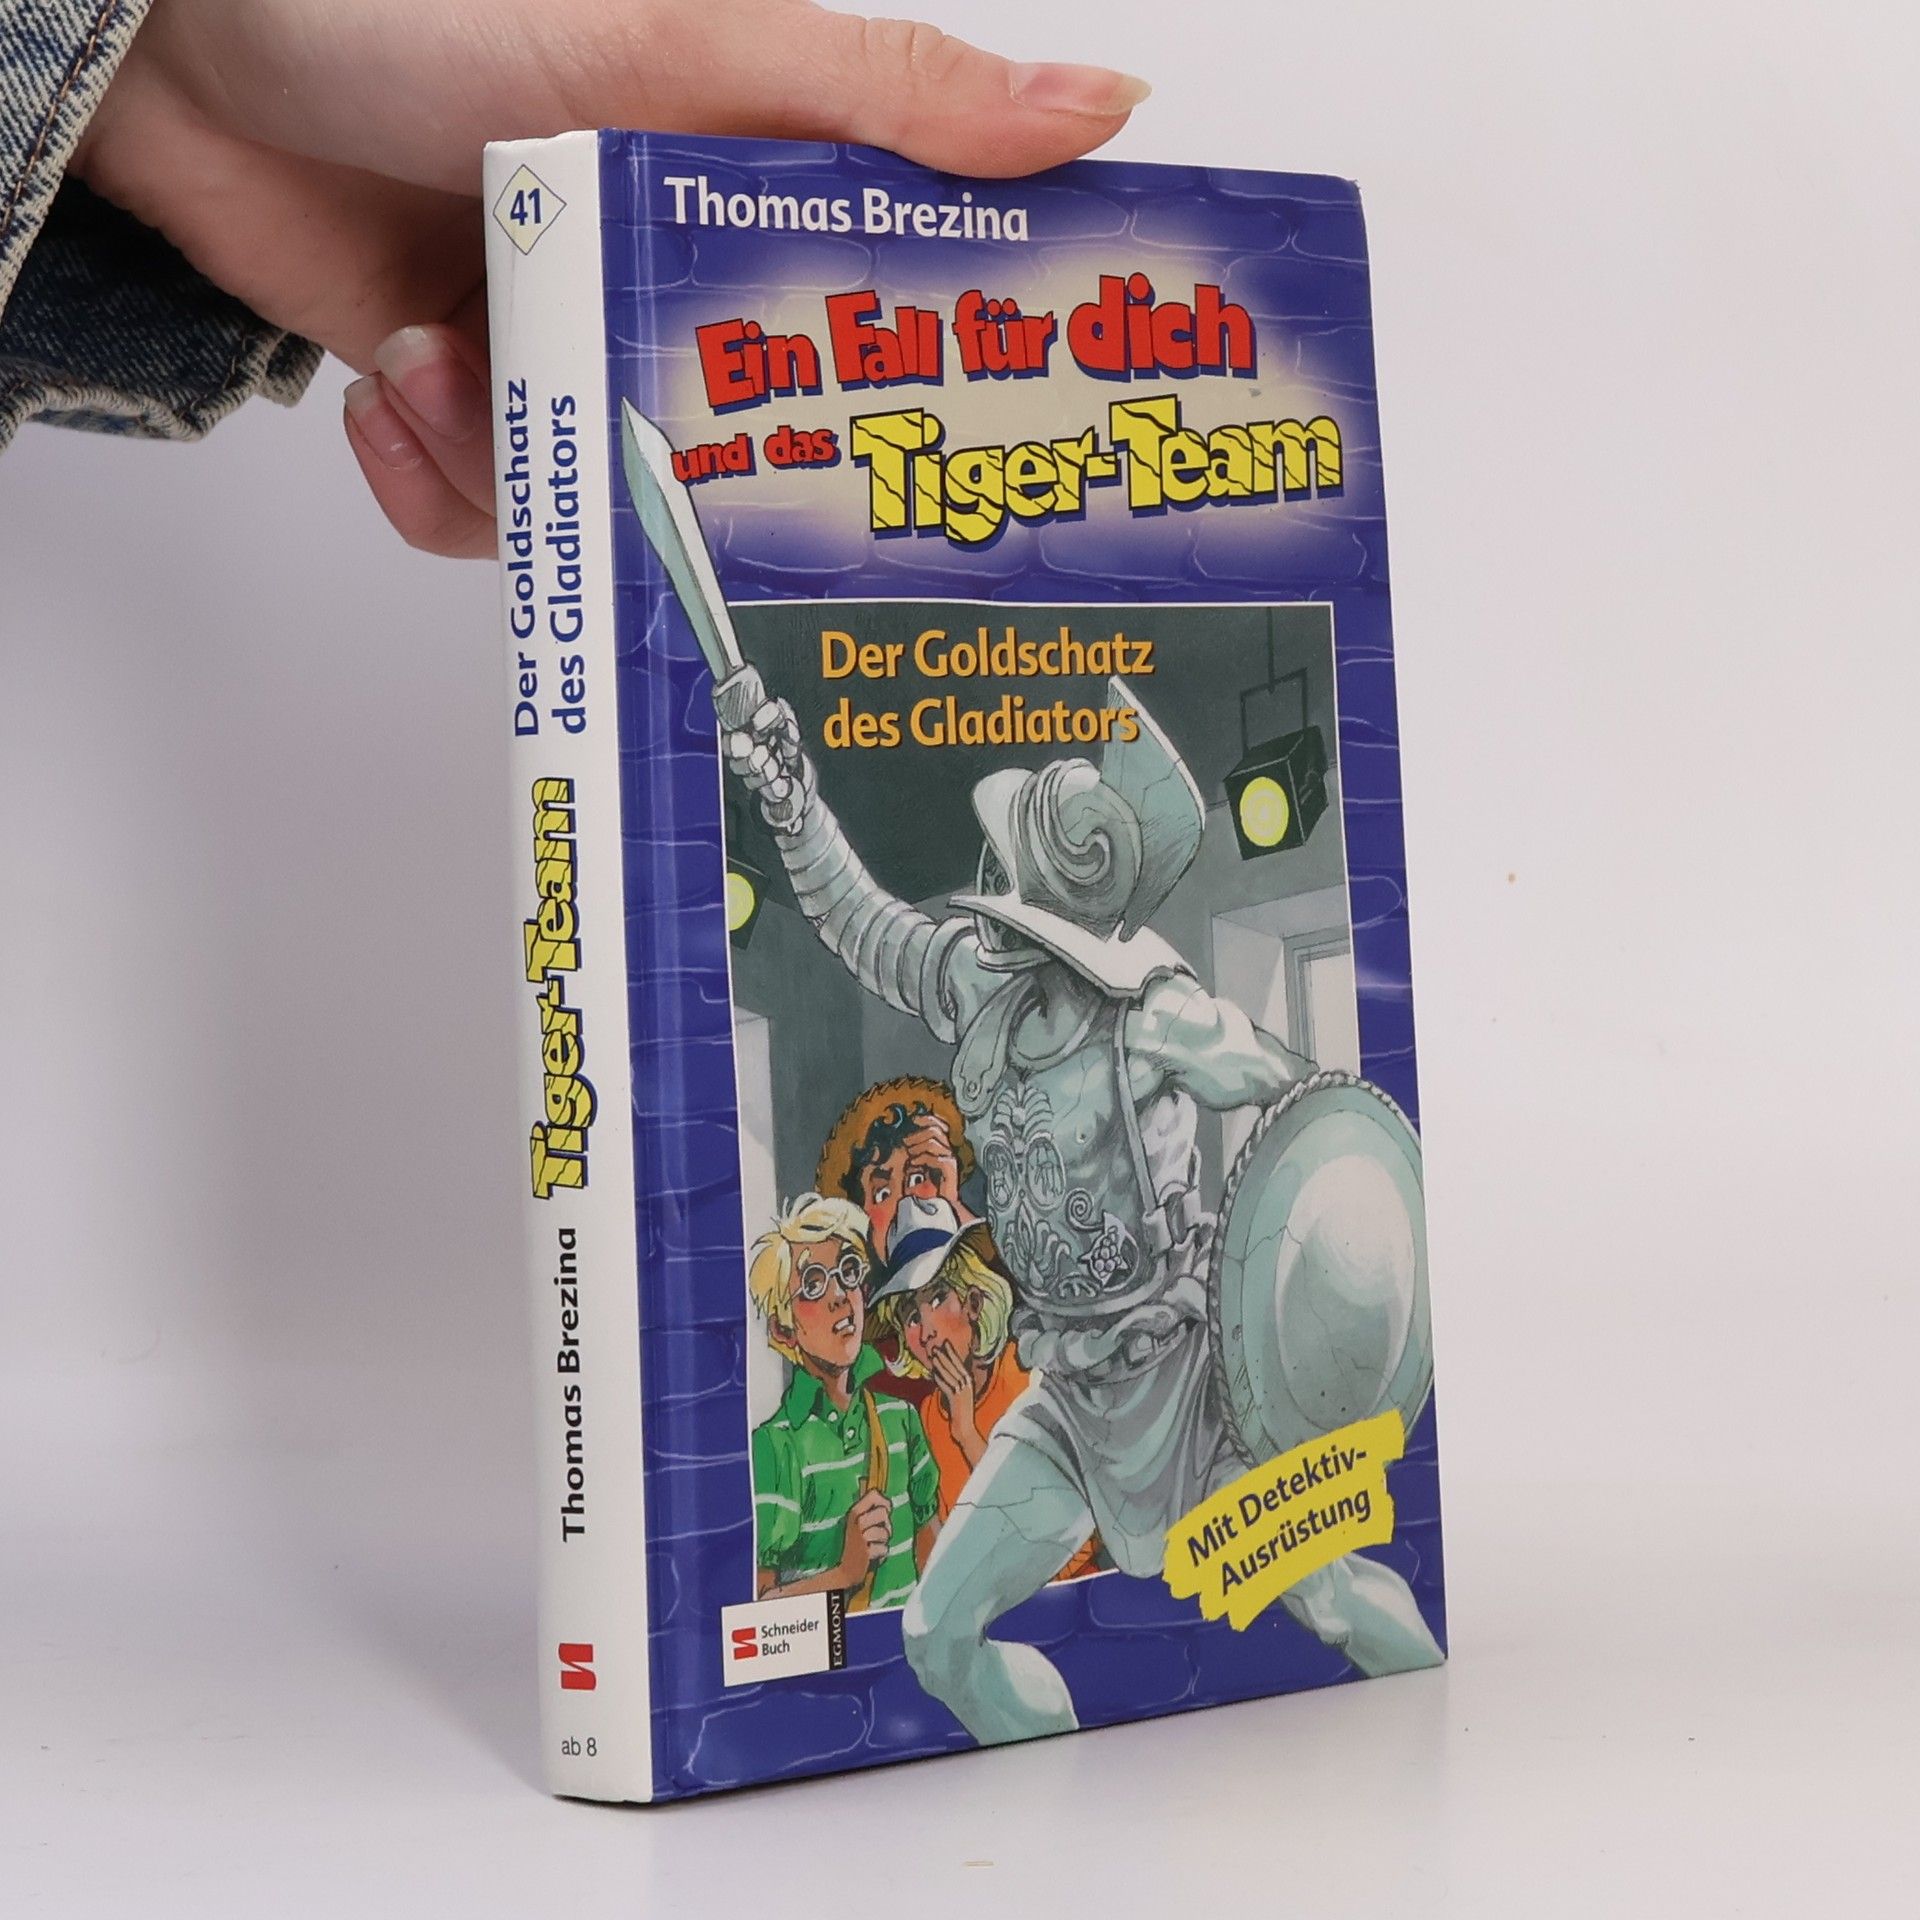 41
Der Goldschatz
des Gladiators
Tiger-Team
Thomas Brezina
ab 8
Thomas Brezina
Ein Fall für dich
und das Tiger-Team
Der Goldschatz
des Gladiators
Mit Detektiv-
Ausrüstung
Schneider
Buch
EGMONT